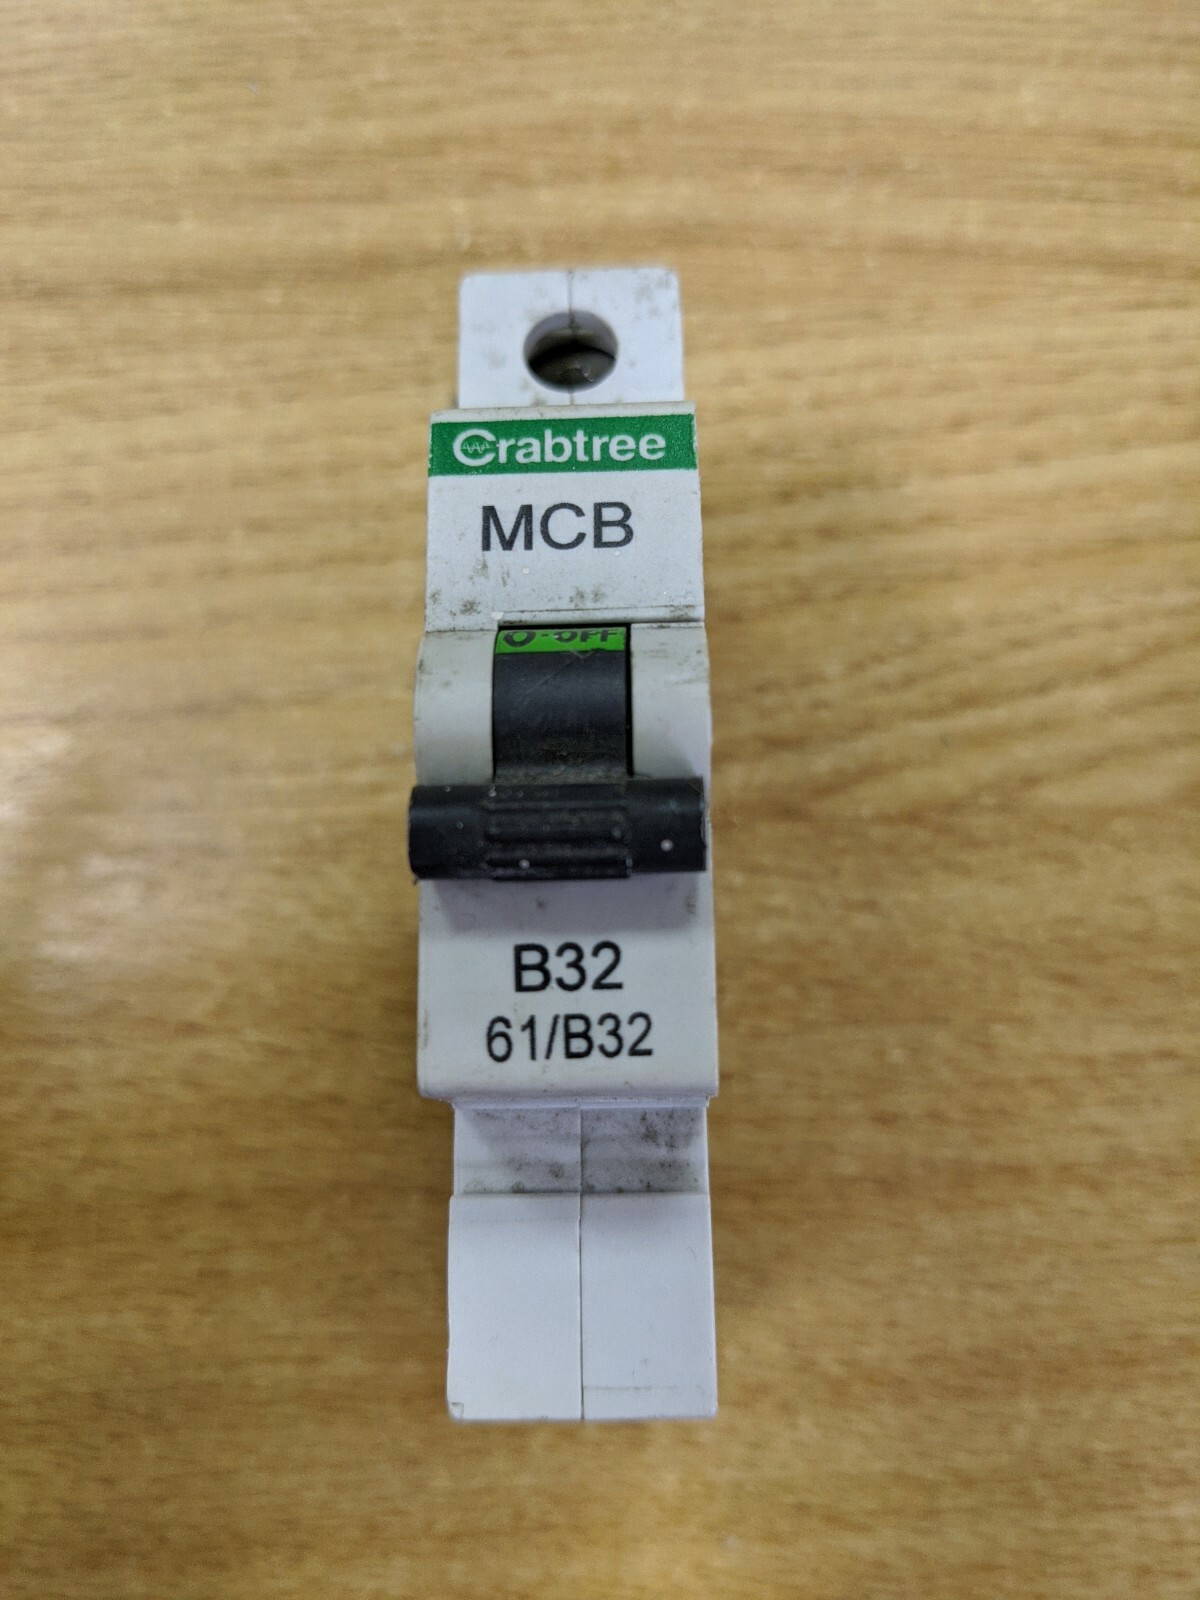 Crabtree
MCB
O-OFF
B32
61/B32